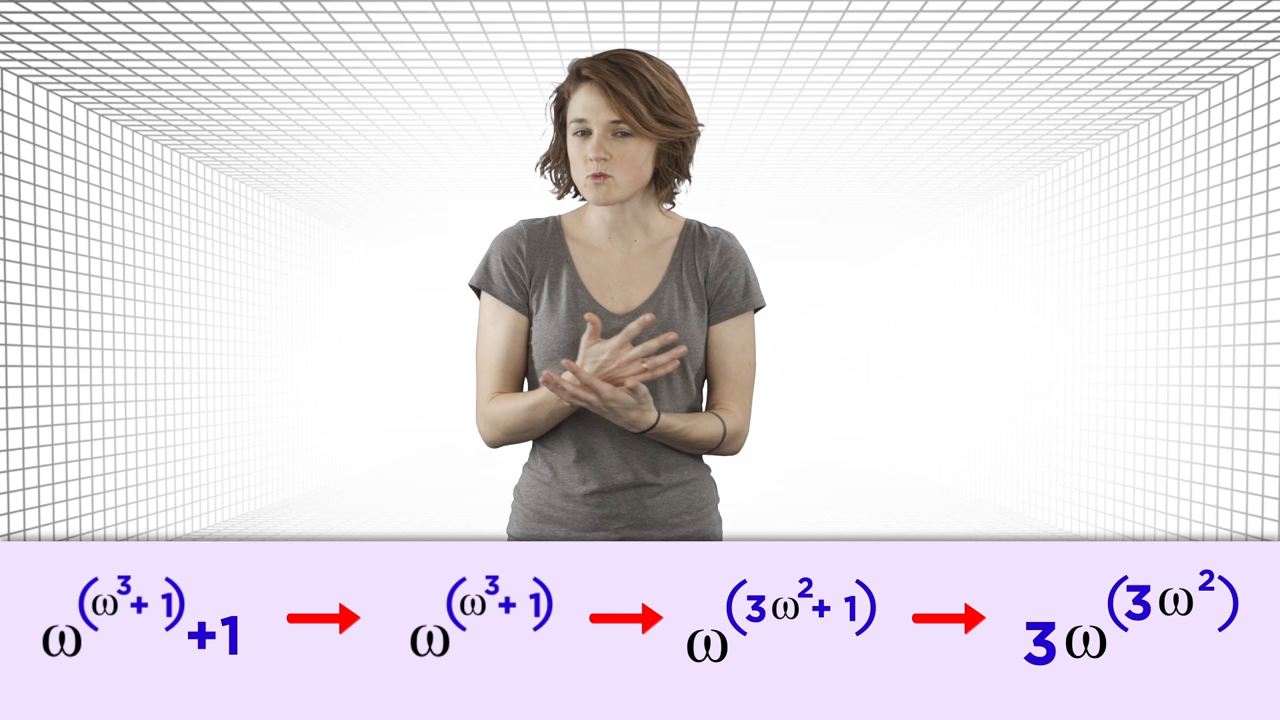 ω^(ω³+ 1)+1 → ω^(ω³+ 1) → ω^(3ω²+ 1) → 3ω^(3ω²)